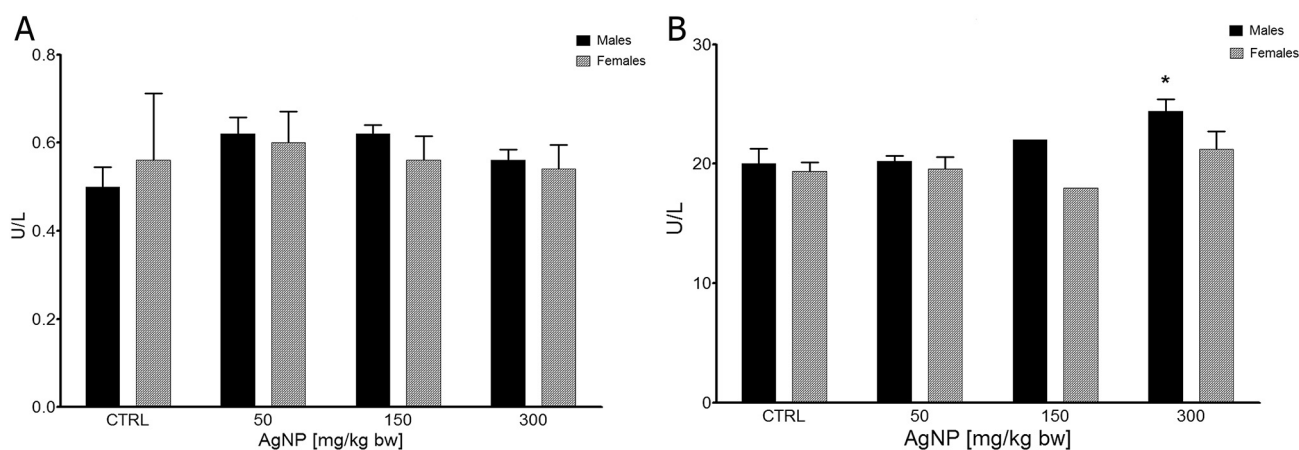 A
Males
Females
0.8
0.6
0.4
0.2
0.0
U/L
CTRL 50 150 300
AgNP [mg/kg bw]
B
Males
Females
30
20
10
0
U/L
*
CTRL 50 150 300
AgNP [mg/kg bw]